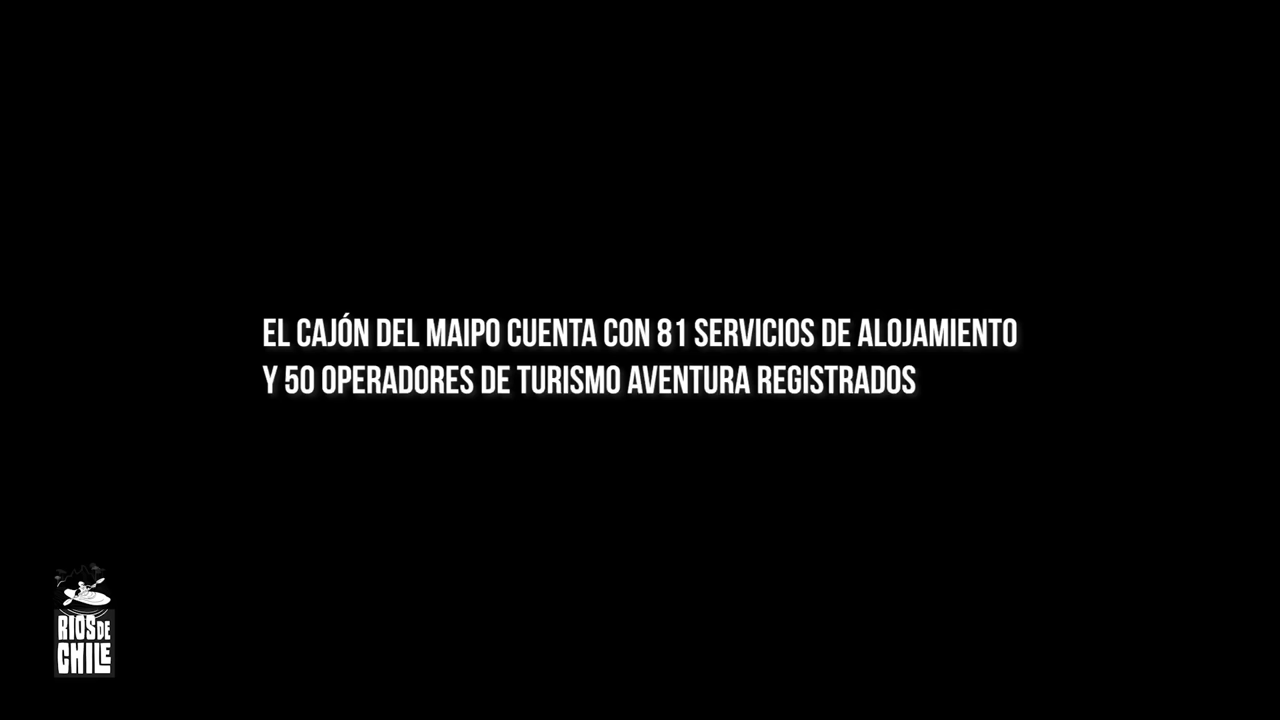 EL CAJÓN DEL MAIPO CUENTA CON 81 SERVICIOS DE ALOJAMIENTO
Y 50 OPERADORES DE TURISMO AVENTURA REGISTRADOS
RIOS DE
CHILE